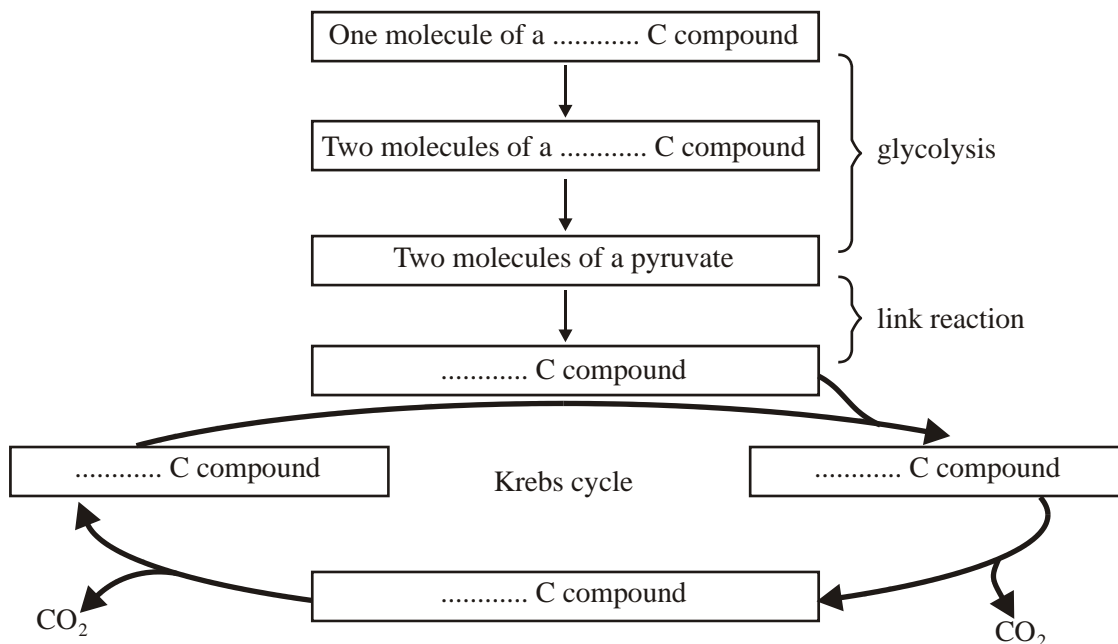 One molecule of a ............ C compound
Two molecules of a ............ C compound
glycolysis
Two molecules of a pyruvate
link reaction
............ C compound
............ C compound
Krebs cycle
............ C compound
............ C compound
CO₂
CO₂